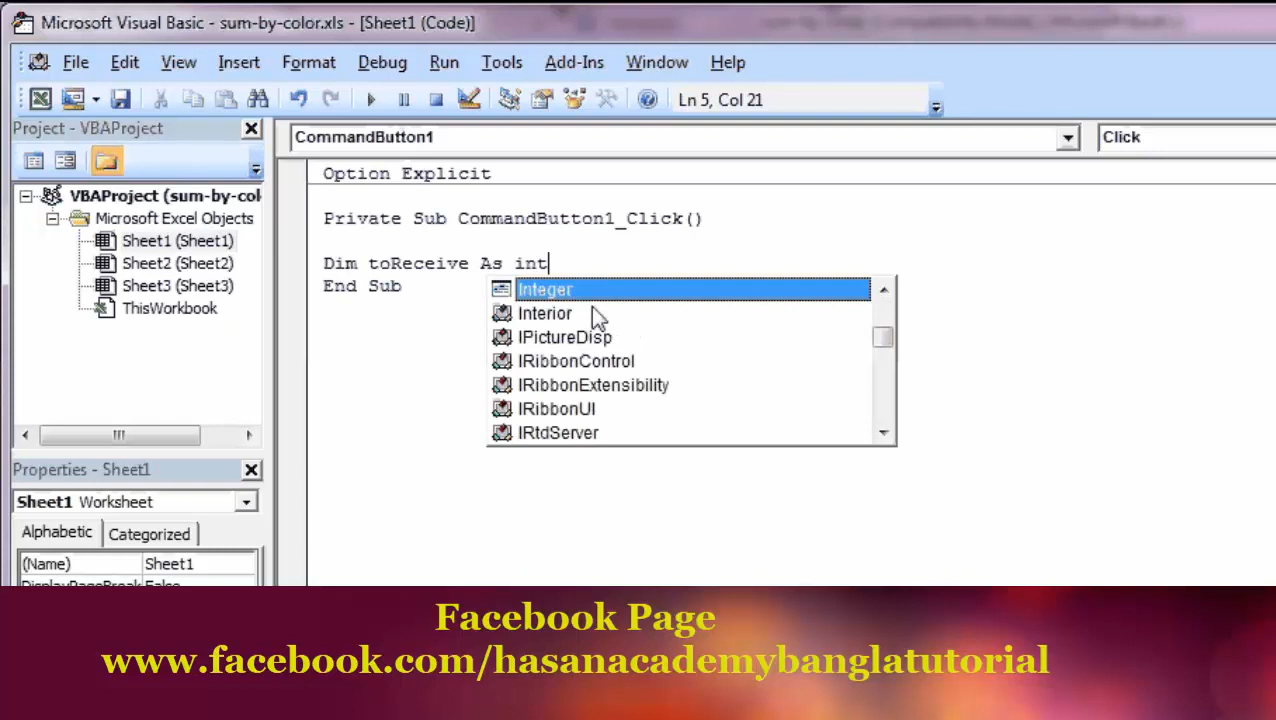 Microsoft Visual Basic - sum-by-color.xls - [Sheet1 (Code)]
File Edit View Insert Format Debug Run Tools Add-Ins Window Help
Ln 5, Col 21
Project - VBAProject
CommandButton1
Click
VBAProject (sum-by-col
Microsoft Excel Objects
Sheet1 (Sheet1)
Sheet2 (Sheet2)
Sheet3 (Sheet3)
ThisWorkbook
Option Explicit
Private Sub CommandButton1_Click()
Dim toReceive As int
End Sub
Integer
Interior
IPictureDisp
IRibbonControl
IRibbonExtensibility
IRibbonUI
IRtdServer
Properties - Sheet1
Sheet1 Worksheet
Alphabetic Categorized
(Name) Sheet1
Facebook Page
www.facebook.com/hasanacademybanglatutorial